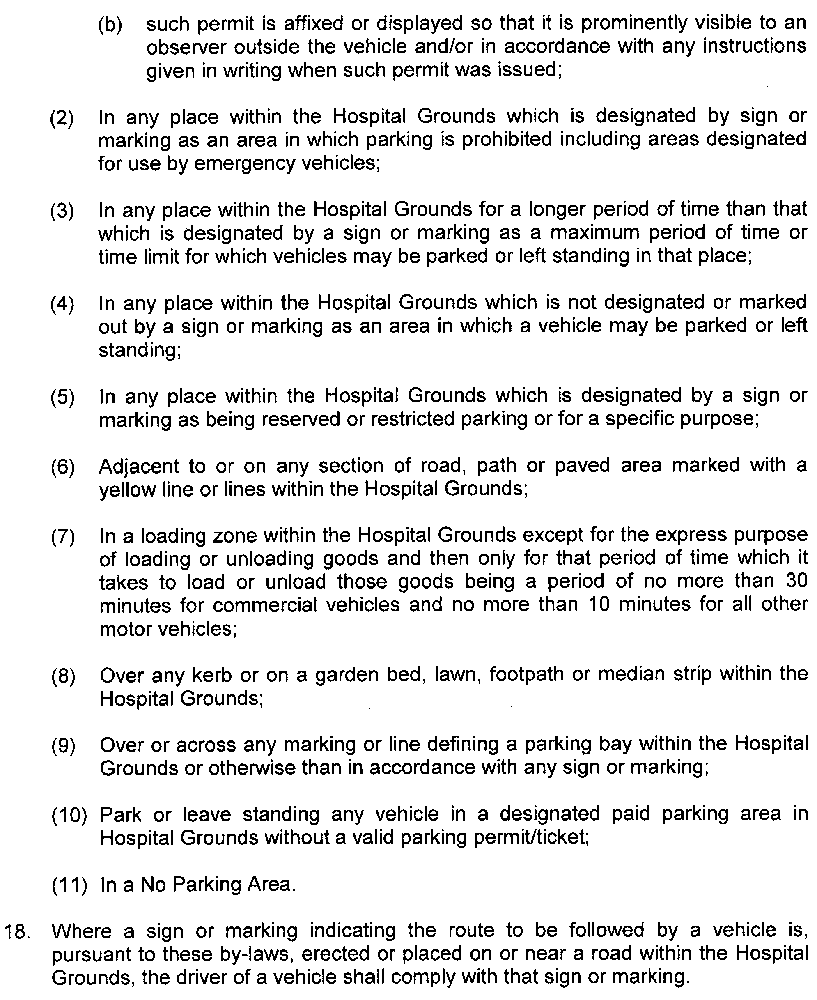 (b) such permit is affixed or displayed so that it is prominently visible to an
observer outside the vehicle and/or in accordance with any instructions
given in writing when such permit was issued;
(2) In any place within the Hospital Grounds which is designated by sign or
marking as an area in which parking is prohibited including areas designated
for use by emergency vehicles;
(3) In any place within the Hospital Grounds for a longer period of time than that
which is designated by a sign or marking as a maximum period of time or
time limit for which vehicles may be parked or left standing in that place;
(4) In any place within the Hospital Grounds which is not designated or marked
out by a sign or marking as an area in which a vehicle may be parked or left
standing;
(5) In any place within the Hospital Grounds which is designated by a sign or
marking as being reserved or restricted parking or for a specific purpose;
(6) Adjacent to or on any section of road, path or paved area marked with a
yellow line or lines within the Hospital Grounds;
(7) In a loading zone within the Hospital Grounds except for the express purpose
of loading or unloading goods and then only for that period of time which it
takes to load or unload those goods being a period of no more than 30
minutes for commercial vehicles and no more than 10 minutes for all other
motor vehicles;
(8) Over any kerb or on a garden bed, lawn, footpath or median strip within the
Hospital Grounds;
(9) Over or across any marking or line defining a parking bay within the Hospital
Grounds or otherwise than in accordance with any sign or marking;
(10) Park or leave standing any vehicle in a designated paid parking area in
Hospital Grounds without a valid parking permit/ticket;
(11) In a No Parking Area.
18. Where a sign or marking indicating the route to be followed by a vehicle is,
pursuant to these by-laws, erected or placed on or near a road within the Hospital
Grounds, the driver of a vehicle shall comply with that sign or marking.